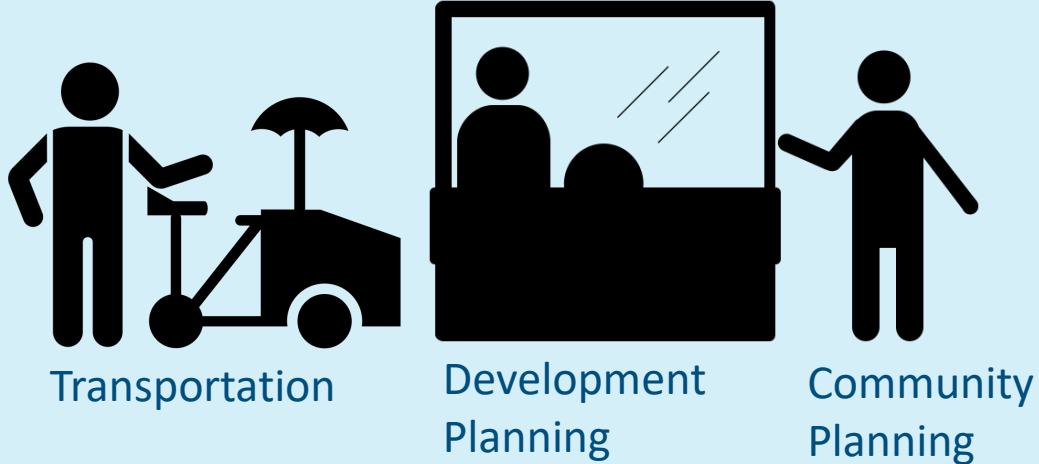 Transportation
Development
Planning
Community
Planning